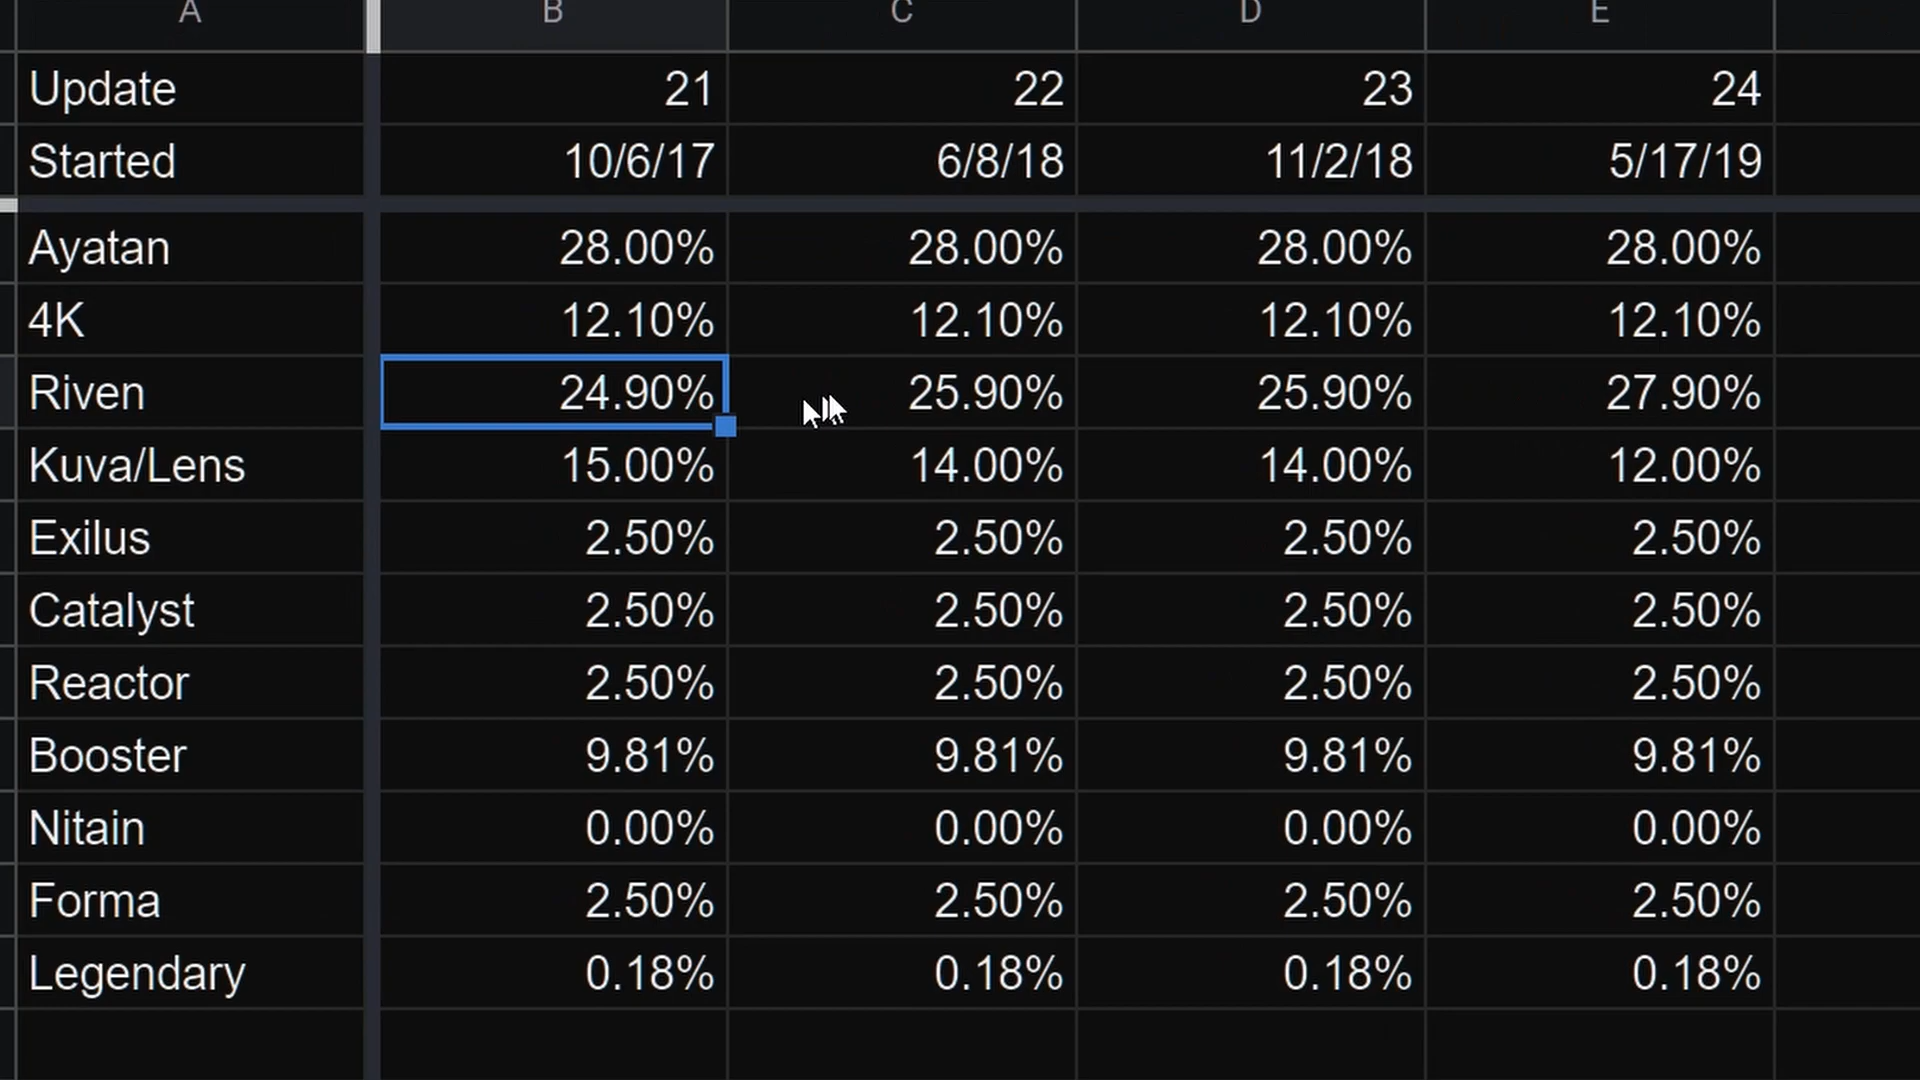 A B C D E
Update 21 22 23 24
Started 10/6/17 6/8/18 11/2/18 5/17/19
Ayatan 28.00% 28.00% 28.00% 28.00%
4K 12.10% 12.10% 12.10% 12.10%
Riven 24.90% 25.90% 25.90% 27.90%
Kuva/Lens 15.00% 14.00% 14.00% 12.00%
Exilus 2.50% 2.50% 2.50% 2.50%
Catalyst 2.50% 2.50% 2.50% 2.50%
Reactor 2.50% 2.50% 2.50% 2.50%
Booster 9.81% 9.81% 9.81% 9.81%
Nitain 0.00% 0.00% 0.00% 0.00%
Forma 2.50% 2.50% 2.50% 2.50%
Legendary 0.18% 0.18% 0.18% 0.18%